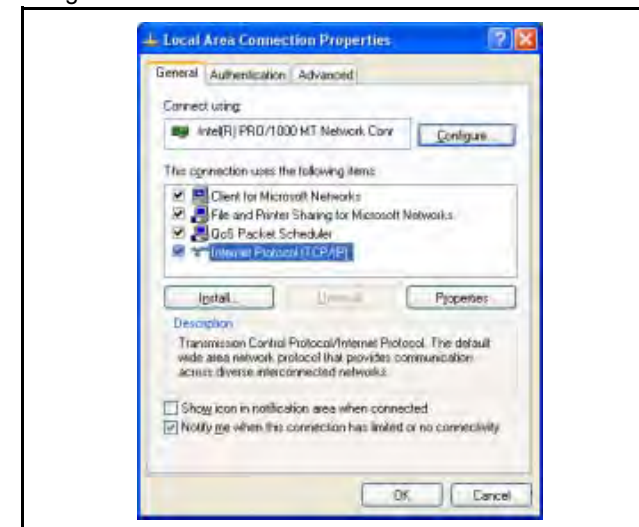 Local Area Connection Properties
General Authentication Advanced
Connect using:
Intel(R) PRO/1000 MT Network Conr Configure...
This connection uses the following items:
Client for Microsoft Networks
File and Printer Sharing for Microsoft Networks
QoS Packet Scheduler
Internet Protocol (TCP/IP)
Install... Uninstall Properties
Description
Transmission Control Protocol/Internet Protocol. The default
wide area network protocol that provides communication
across diverse interconnected networks.
Show icon in notification area when connected
Notify me when this connection has limited or no connectivity
OK Cancel